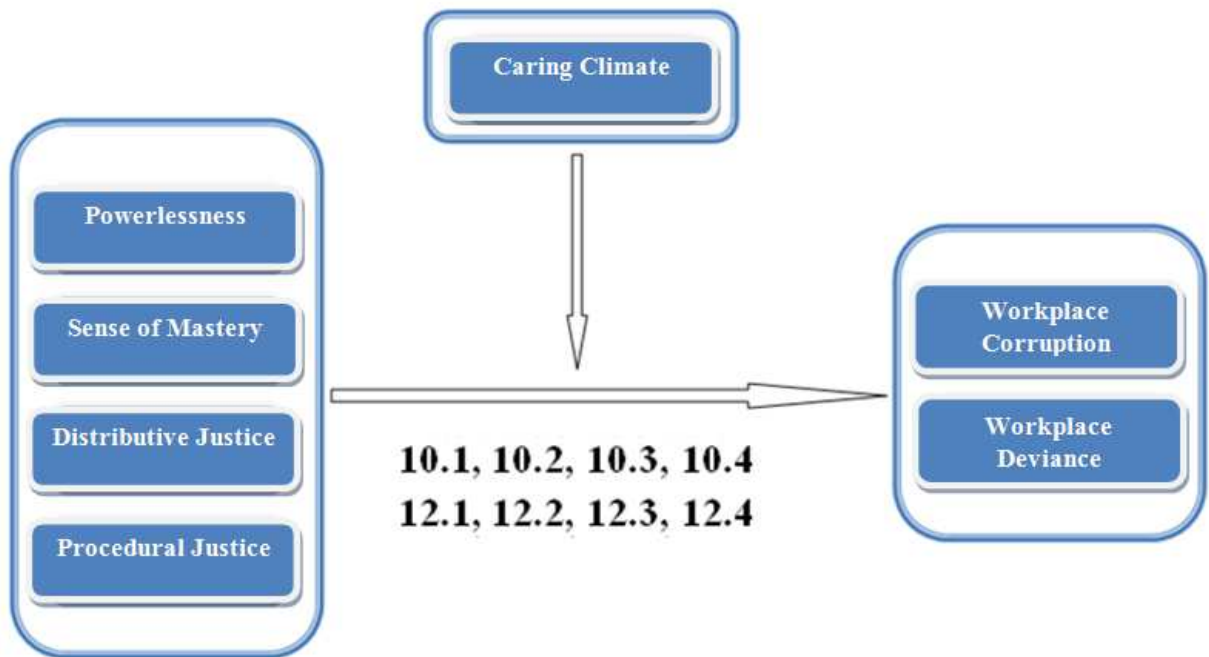 Caring Climate
Powerlessness
Sense of Mastery
Distributive Justice
Procedural Justice
10.1, 10.2, 10.3, 10.4
12.1, 12.2, 12.3, 12.4
Workplace
Corruption
Workplace
Deviance